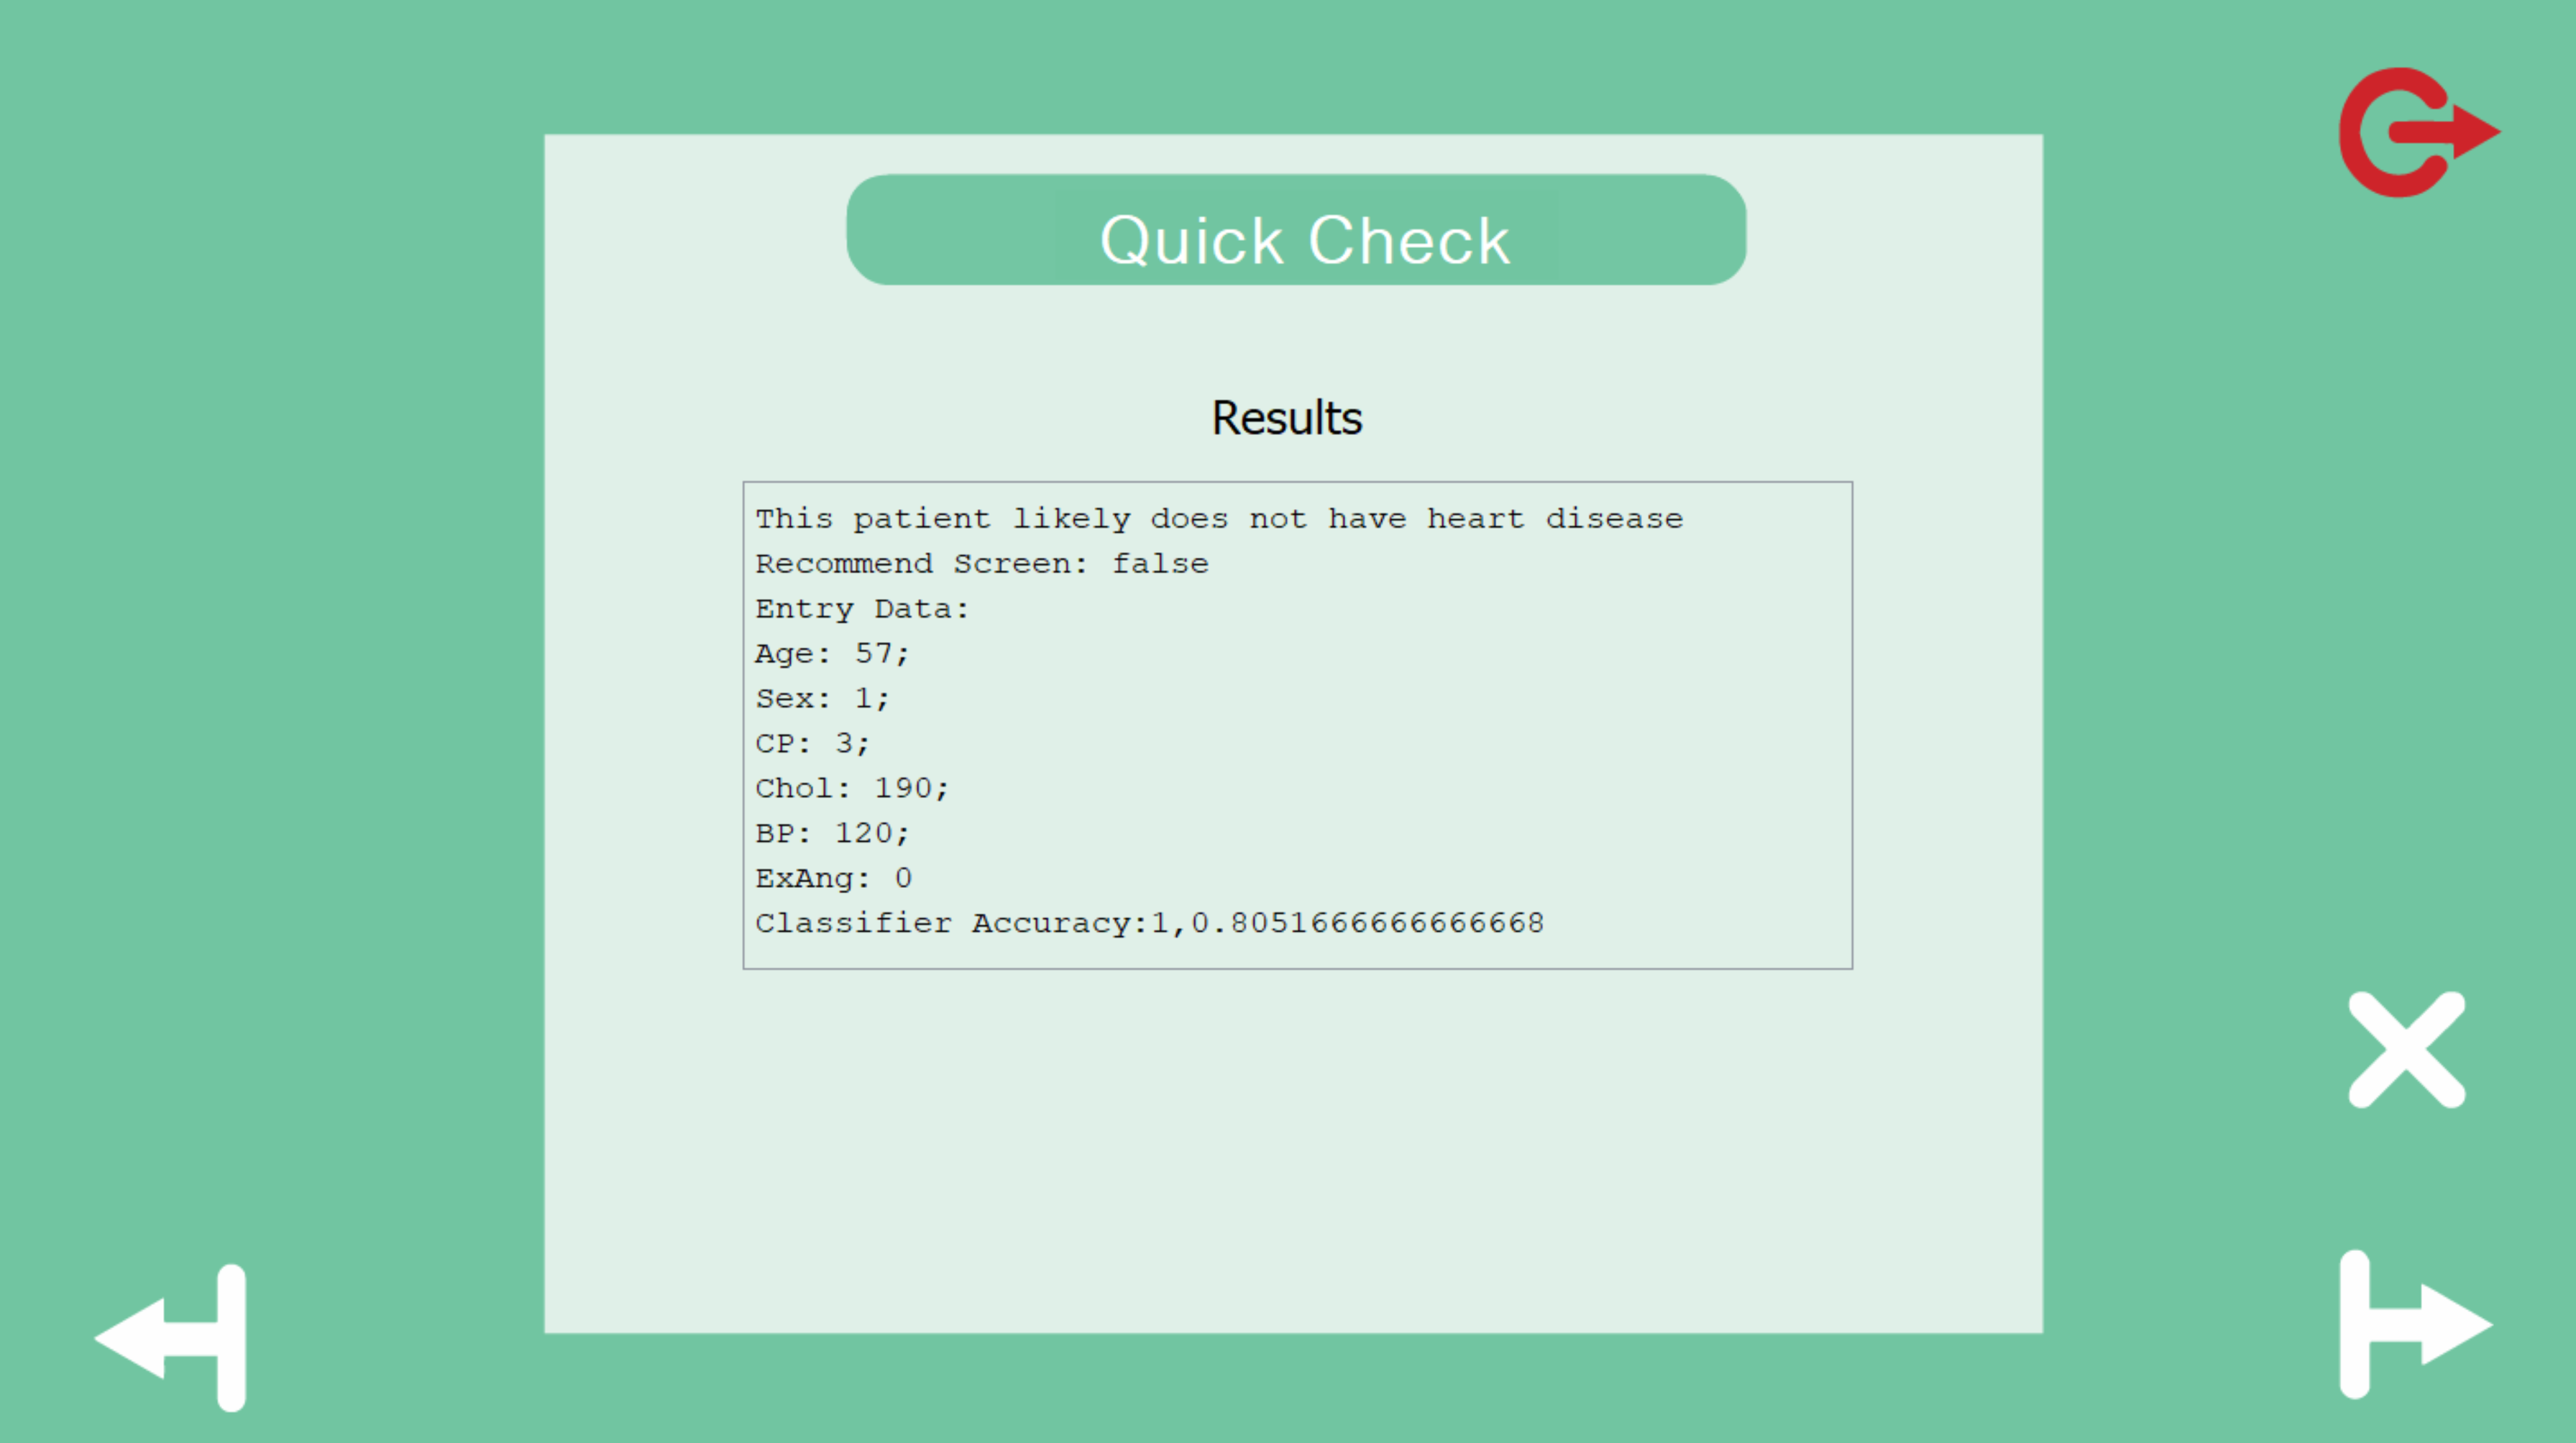 Quick Check
Results
This patient likely does not have heart disease
Recommend Screen: false
Entry Data:
Age: 57;
Sex: 1;
CP: 3;
Chol: 190;
BP: 120;
ExAng: 0
Classifier Accuracy:1,0.8051666666666668